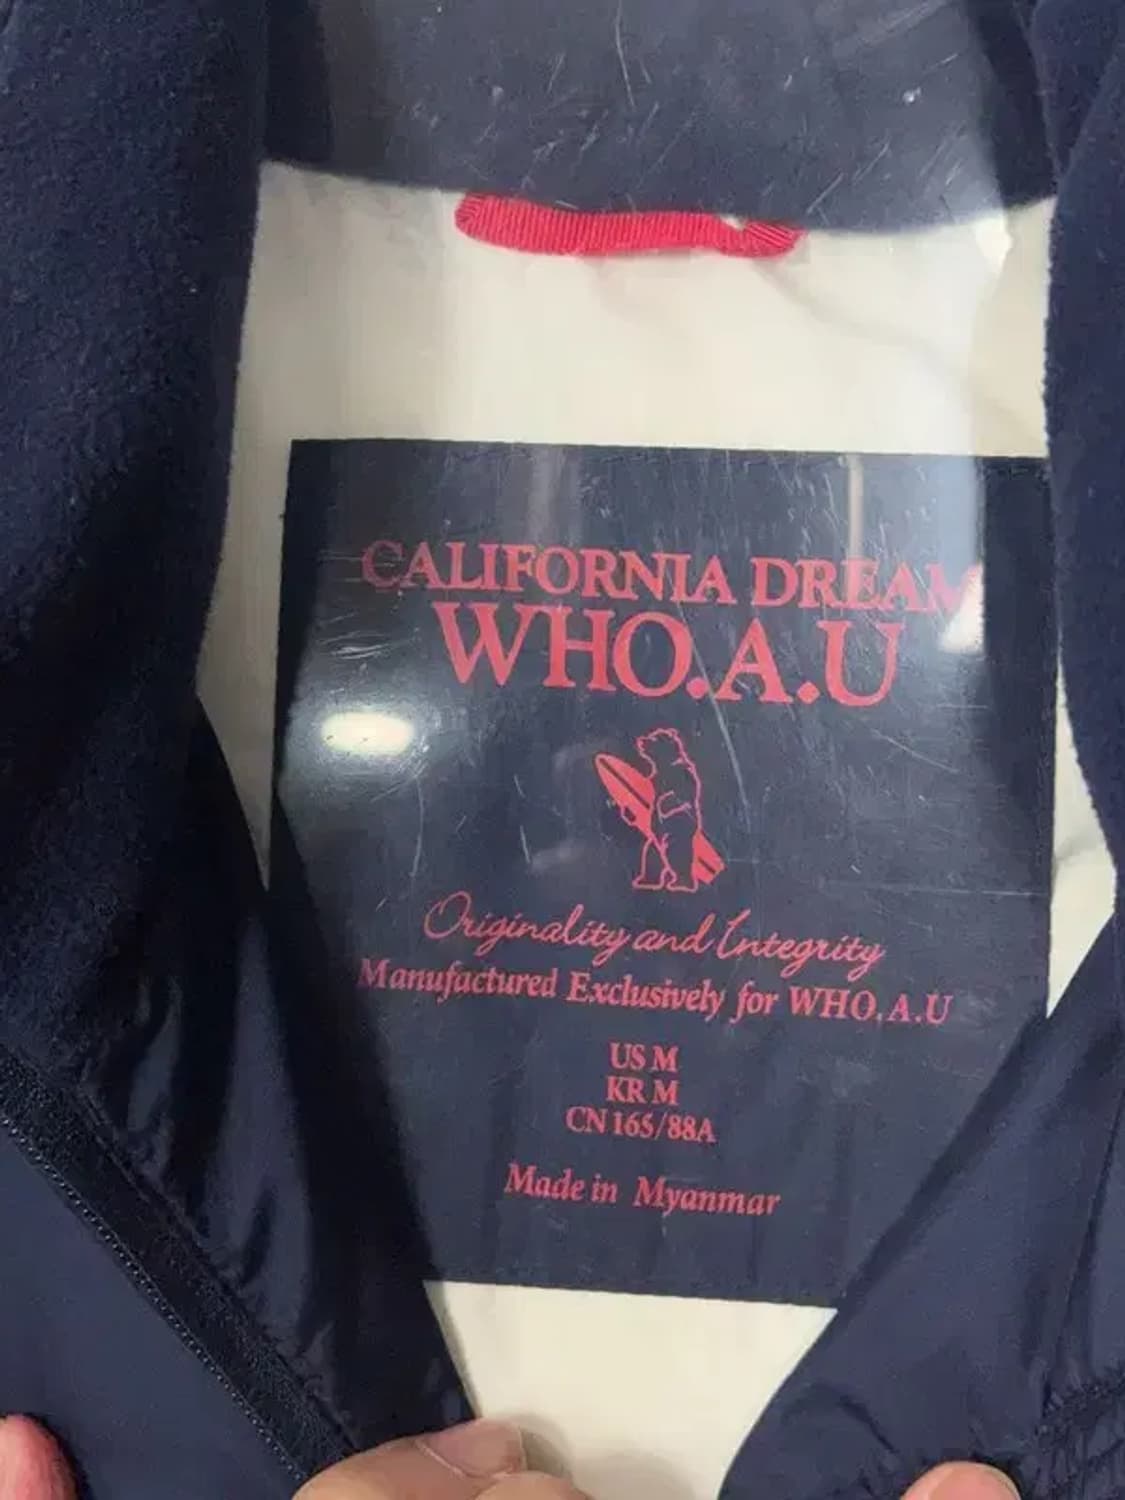 CALIFORNIA DREAM
WHO.A.U
Originality and Integrity
Manufactured Exclusively for WHO.A.U
US M
KR M
CN 165/88A
Made in Myanmar